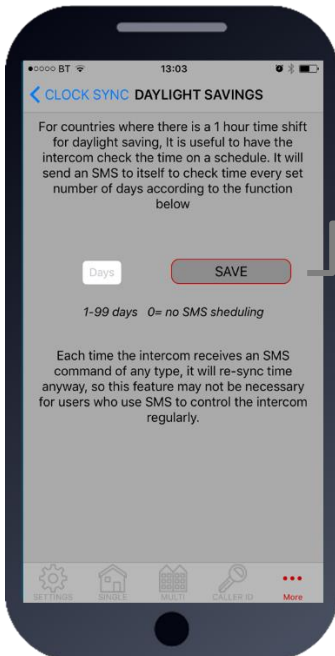 BT 13:03
CLOCK SYNC DAYLIGHT SAVINGS
For countries where there is a 1 hour time shift
for daylight saving, It is useful to have the
intercom check the time on a schedule. It will
send an SMS to itself to check time every set
number of days according to the function
below
Days SAVE
1-99 days 0= no SMS sheduling
Each time the intercom receives an SMS
command of any type, it will re-sync time
anyway, so this feature may not be necessary
for users who use SMS to control the intercom
regularly.
SETTINGS SINGLE MULTI CALLER ID More